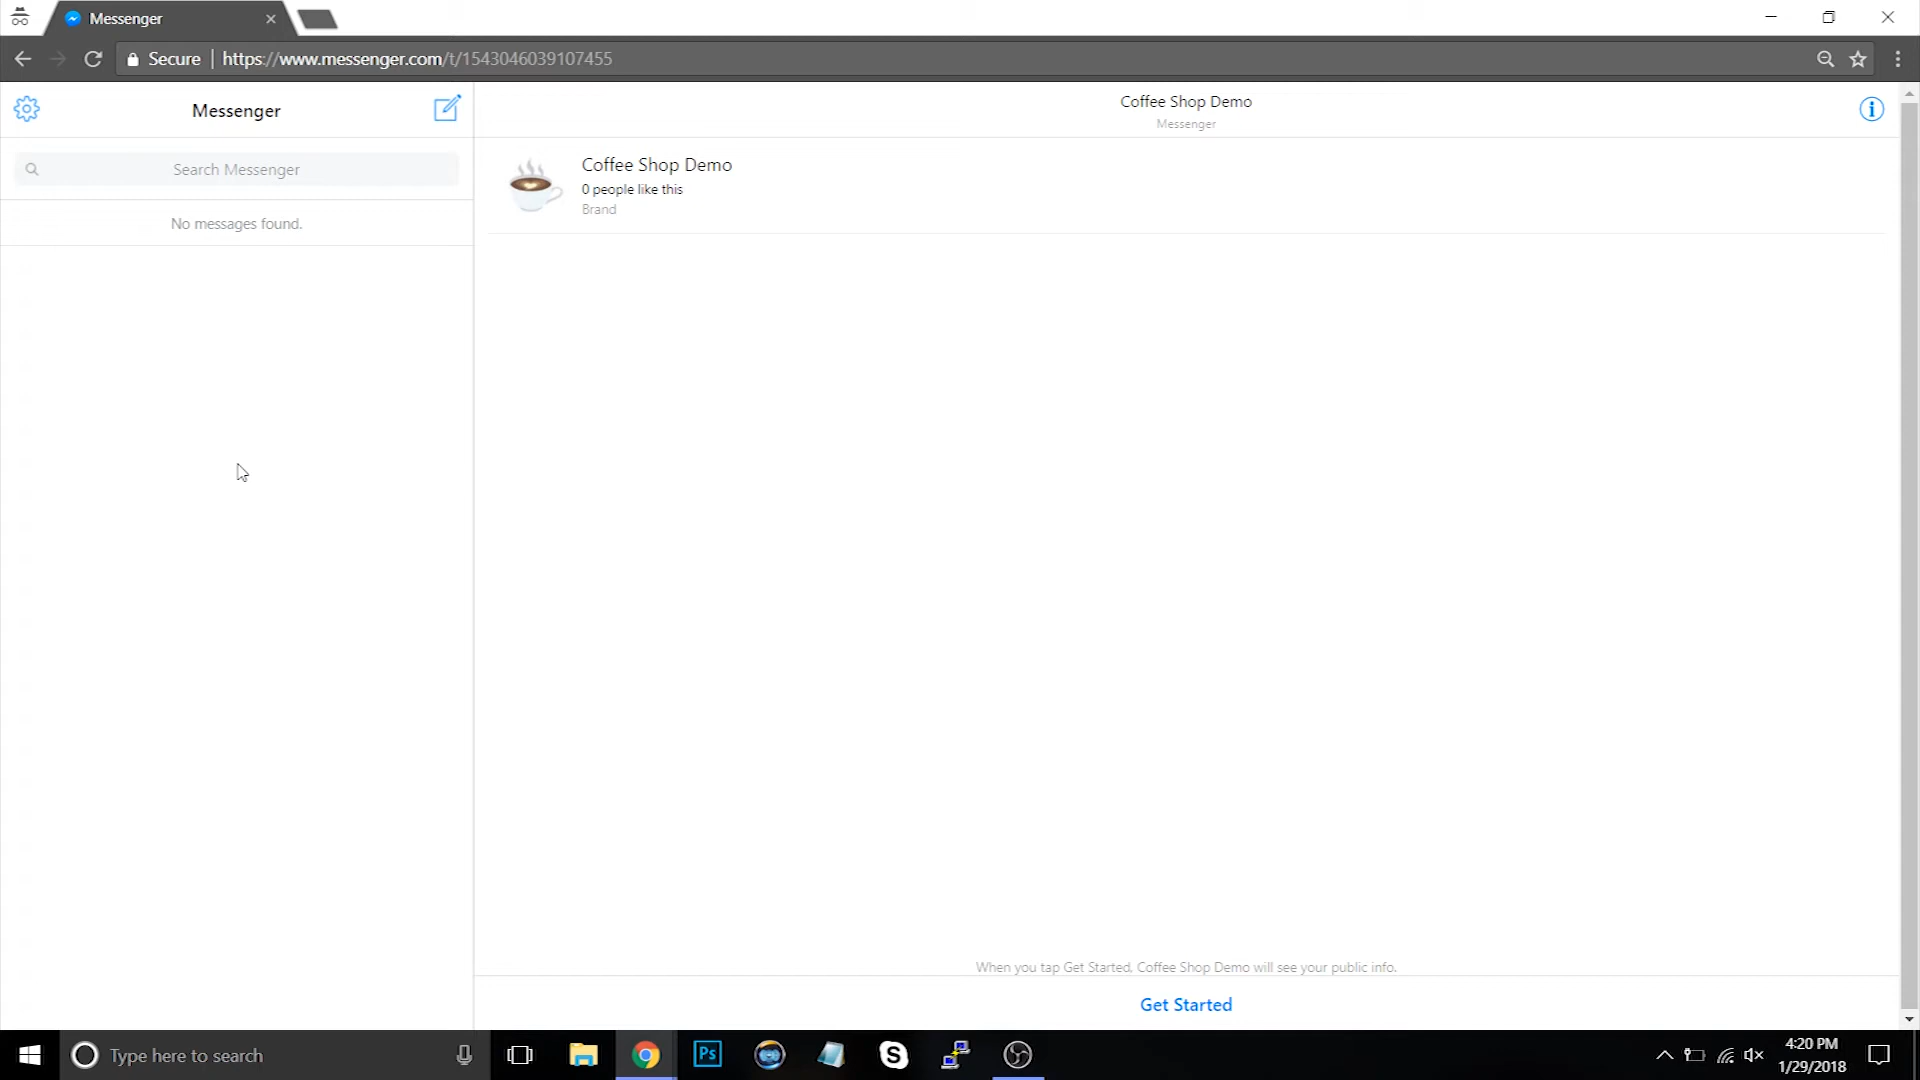 Messenger
Secure | https://www.messenger.com/t/1543046039107455
Messenger
Search Messenger
No messages found.
Coffee Shop Demo
Messenger
Coffee Shop Demo
0 people like this
Brand
When you tap Get Started, Coffee Shop Demo will see your public info.
Get Started
Type here to search
Ps
4:20 PM
1/29/2018